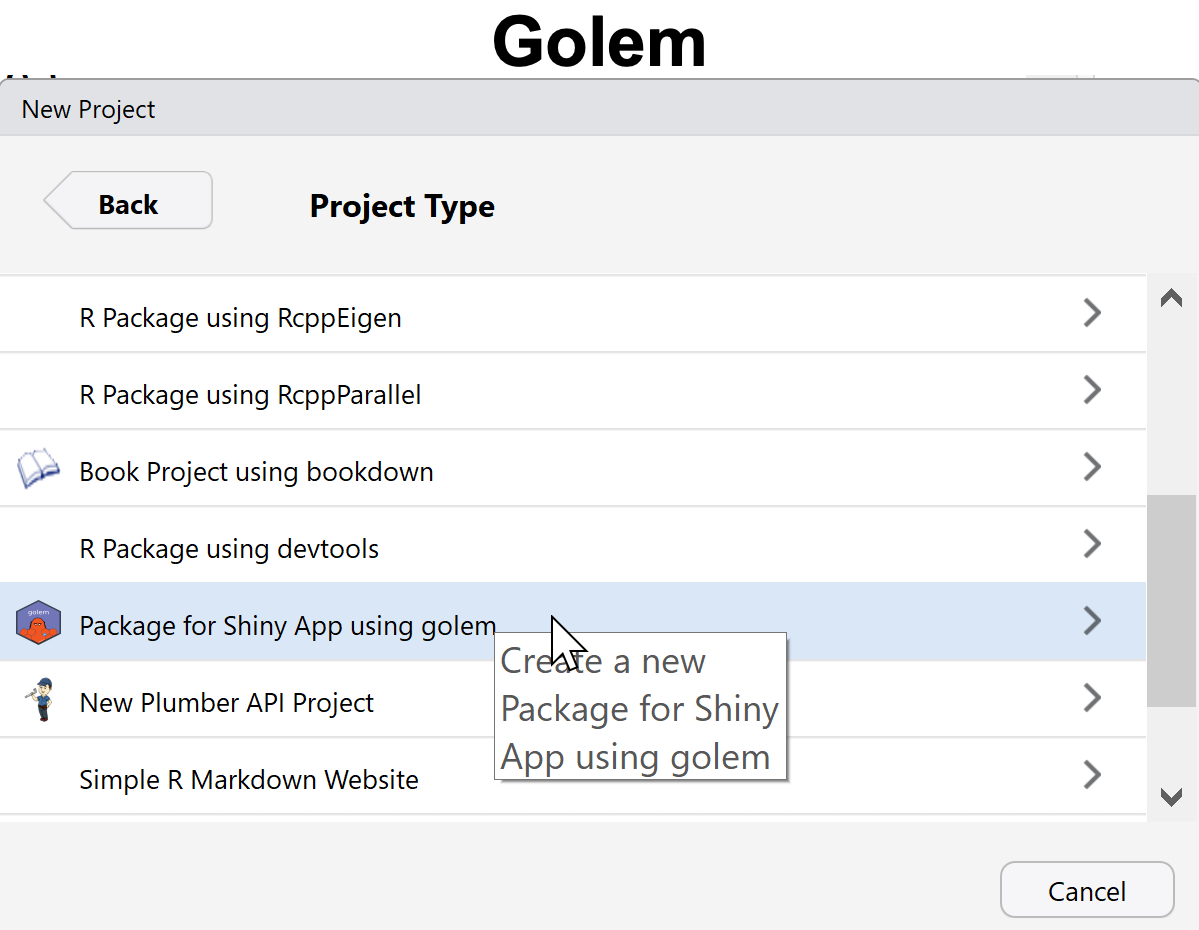 Golem
New Project
Back
Project Type
R Package using RcppEigen
R Package using RcppParallel
Book Project using bookdown
R Package using devtools
golem
Package for Shiny App using golem
Create a new
Package for Shiny
App using golem
New Plumber API Project
Simple R Markdown Website
Cancel